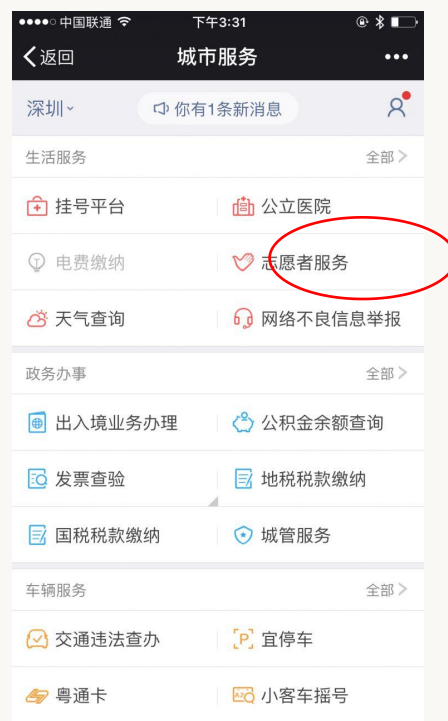 中国联通 下午3:31
返回 城市服务
深圳 你有1条新消息
生活服务 全部
挂号平台 公立医院
电费缴纳 志愿者服务
天气查询 网络不良信息举报
政务办事 全部
出入境业务办理 公积金余额查询
发票查验 地税税款缴纳
国税税款缴纳 城管服务
车辆服务 全部
交通违法查办 P 宜停车
粤通卡 小客车摇号